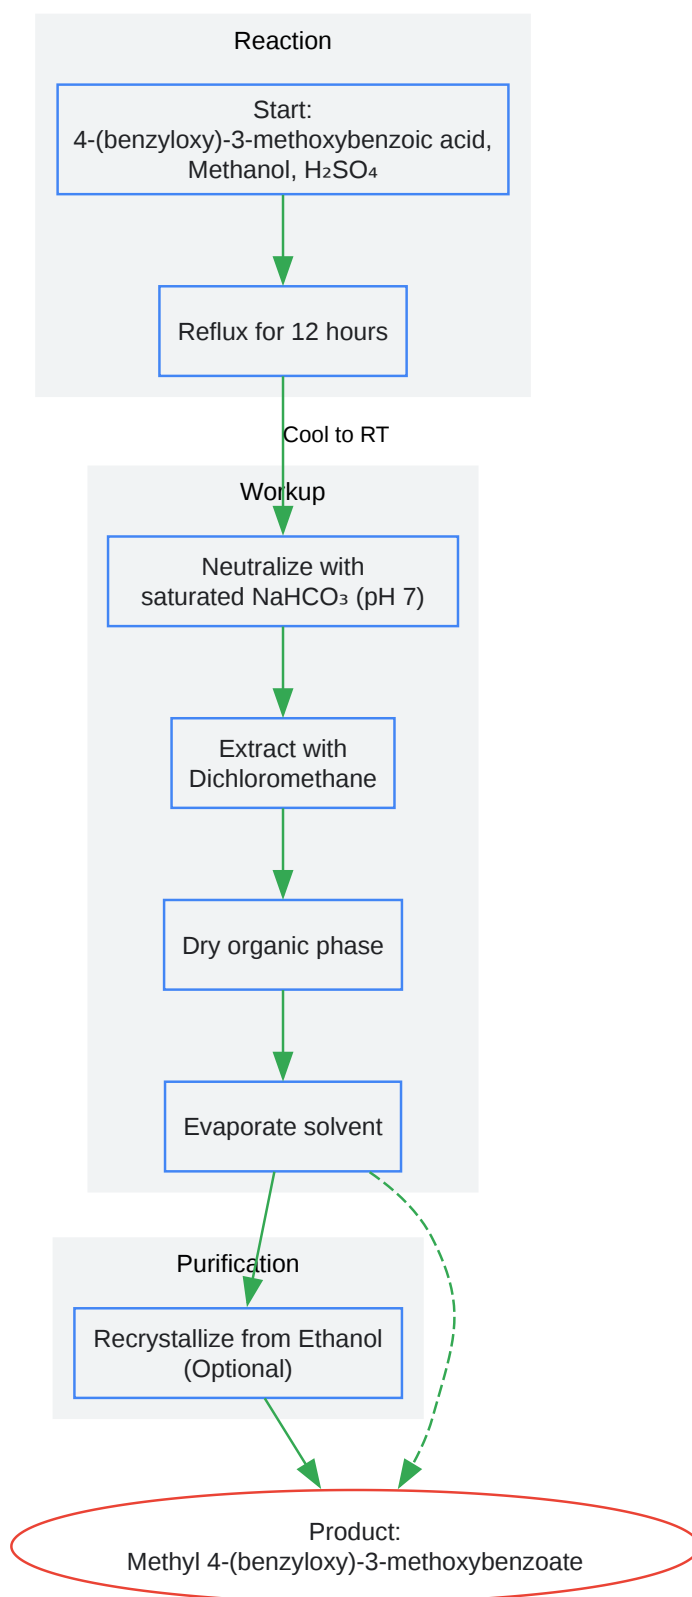 Reaction
Start:
4-(benzyloxy)-3-methoxybenzoic acid,
Methanol, H₂SO₄
Reflux for 12 hours
Cool to RT
Workup
Neutralize with
saturated NaHCO₃ (pH 7)
Extract with
Dichloromethane
Dry organic phase
Evaporate solvent
Purification
Recrystallize from Ethanol
(Optional)
Product:
Methyl 4-(benzyloxy)-3-methoxybenzoate